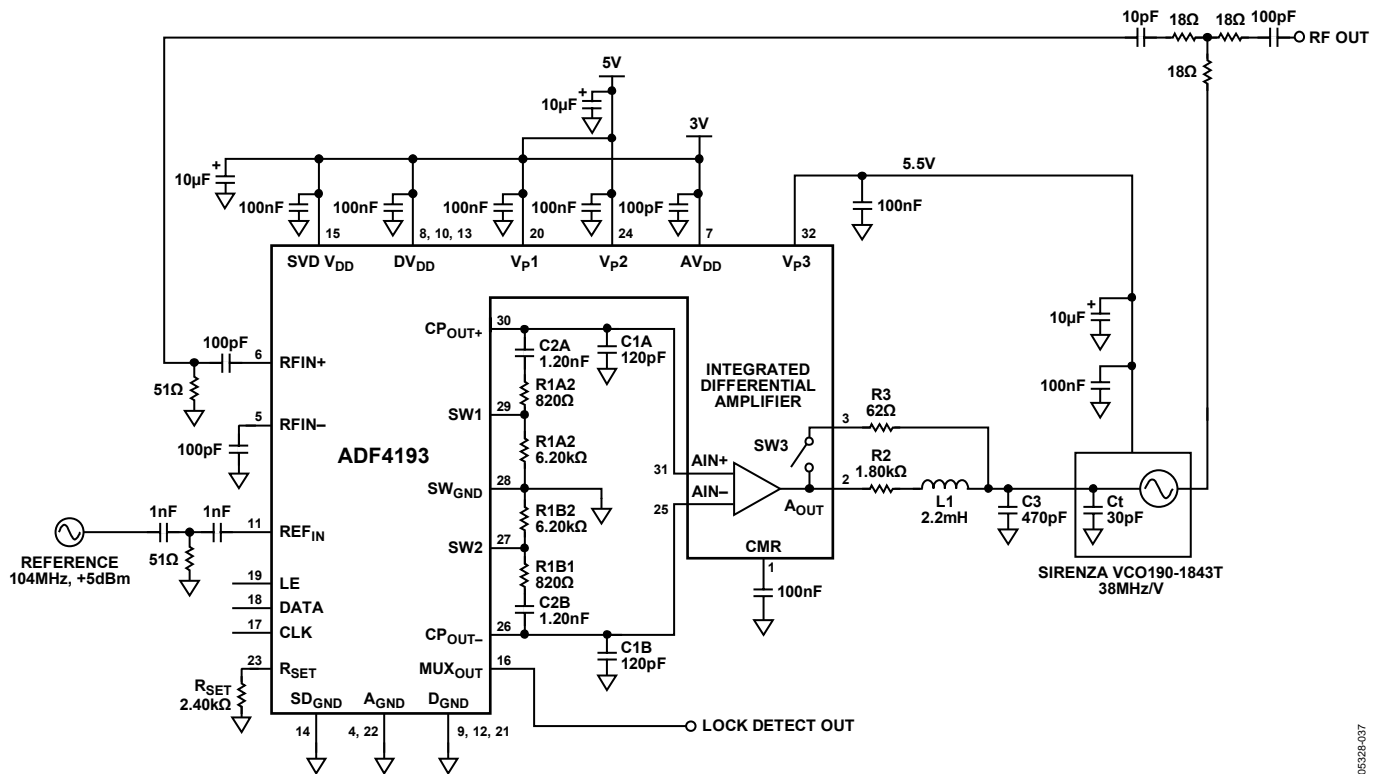 10pF 18Ω 18Ω 100pF
RF OUT
18Ω
5V
10µF +
3V
10µF +
5.5V
100nF 100nF 100nF 100nF 100pF 100nF
15 8, 10, 13 20 24 7 32
SVD VDD DVDD VP1 VP2 AVDD VP3
100pF
6 RFIN+
51Ω
5 RFIN–
100pF
ADF4193
1nF 1nF
11 REFIN
51Ω
REFERENCE
104MHz, +5dBm
19 LE
18 DATA
17 CLK
23 RSET
RSET
2.40kΩ
SDGND AGND DGND
14 4, 22 9, 12, 21
CPOUT+ 30
C2A
1.20nF
C1A
120pF
R1A2
820Ω
SW1 29
R1A2
6.20kΩ
SWGND 28
R1B2
6.20kΩ
SW2 27
R1B1
820Ω
C2B
1.20nF
CPOUT– 26
C1B
120pF
MUXOUT 16
LOCK DETECT OUT
INTEGRATED
DIFFERENTIAL
AMPLIFIER
31 AIN+
25 AIN–
SW3
AOUT
CMR
1
100nF
3 R3
62Ω
2 R2
1.80kΩ
L1
2.2mH
C3
470pF
10µF +
100nF
Ct
30pF
SIRENZA VCO190-1843T
38MHz/V
05328-037